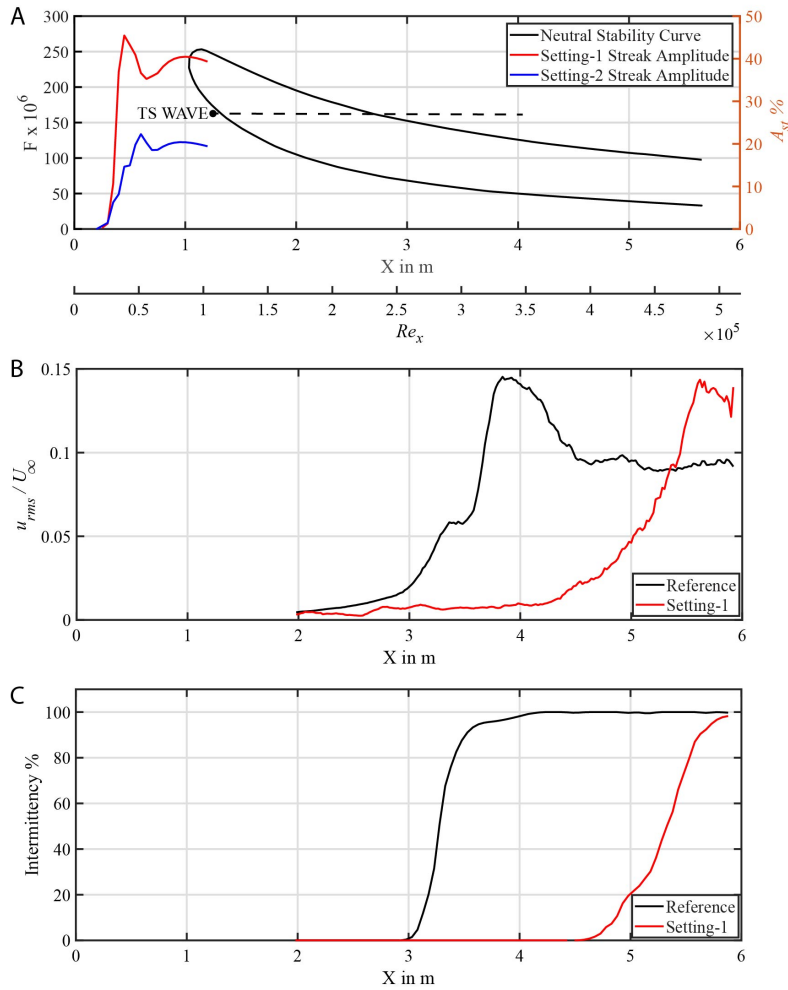 A
300
250
200
150
100
50
0
F x 10^6
50
40
30
20
10
0
A_st %
Neutral Stability Curve
Setting-1 Streak Amplitude
Setting-2 Streak Amplitude
TS WAVE
0 1 2 3 4 5 6
X in m
0 0.5 1 1.5 2 2.5 3 3.5 4 4.5 5
Re_x
×10^5
B
0.15
0.1
0.05
0
u_rms / U_∞
Reference
Setting-1
0 1 2 3 4 5 6
X in m
C
100
80
60
40
20
0
Intermittency %
Reference
Setting-1
0 1 2 3 4 5 6
X in m